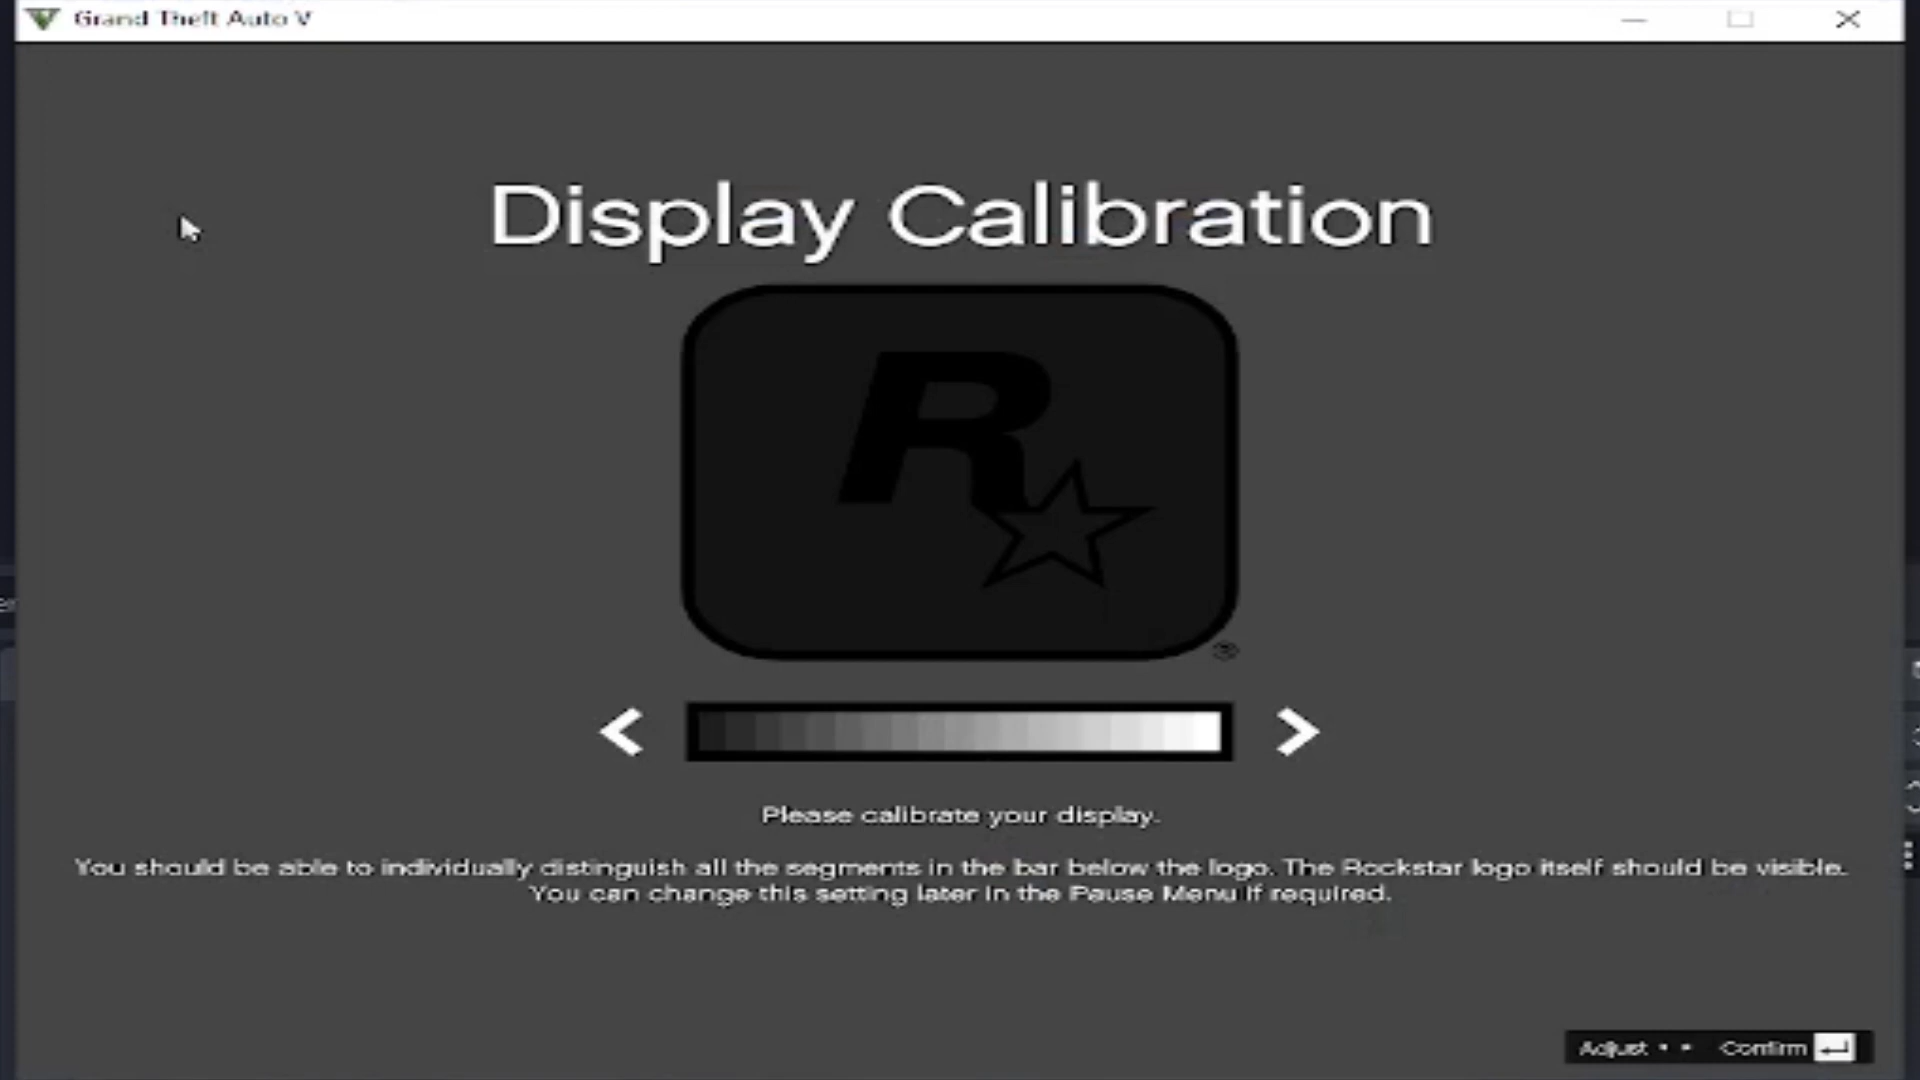 Grand Theft Auto V
Display Calibration
R
®
< >
Please calibrate your display.
You should be able to individually distinguish all the segments in the bar below the logo. The Rockstar logo itself should be visible.
You can change this setting later in the Pause Menu if required.
Adjust Confirm